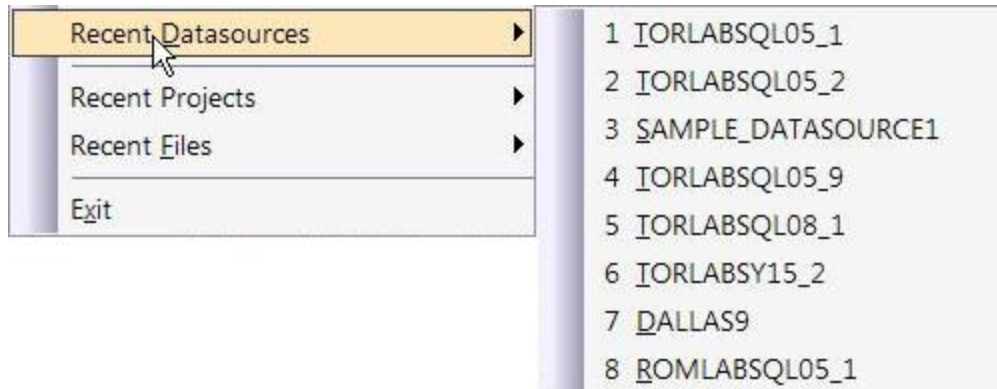 Recent Datasources
Recent Projects
Recent Files
Exit
1 TORLABSQL05_1
2 TORLABSQL05_2
3 SAMPLE_DATASOURCE1
4 TORLABSQL05_9
5 TORLABSQL08_1
6 TORLABSY15_2
7 DALLAS9
8 ROMLABSQL05_1